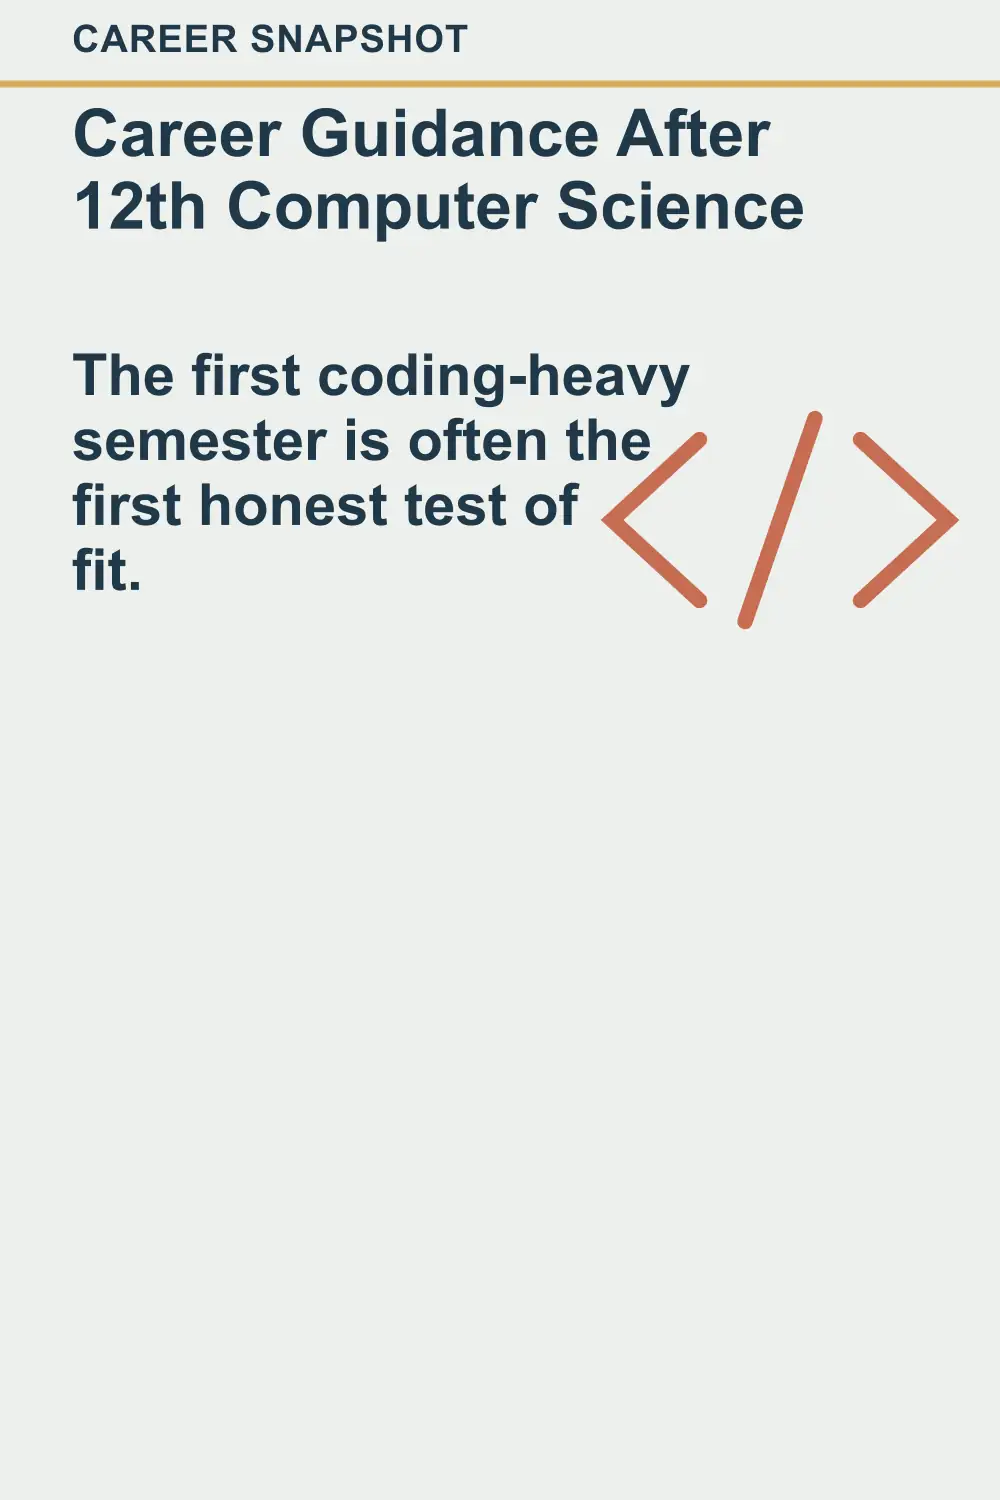 CAREER SNAPSHOT
Career Guidance After
12th Computer Science
The first coding-heavy
semester is often the
first honest test of
fit.